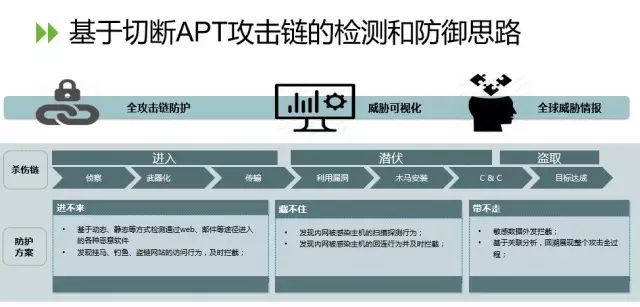 基于切断APT攻击链的检测和防御思路
全攻击链防护
威胁可视化
全球威胁情报
杀伤链
进入
潜伏
盗取
侦察
武器化
传输
利用漏洞
木马安装
C & C
目标达成
防护
方案
进不来
• 基于动态、静态等方式检测通过web、邮件等途径进入
的各种恶意软件
• 发现挂马、钓鱼、盗链网站的访问行为，及时拦截；
藏不住
• 发现内网被感染主机的扫描探测行为；
• 发现内网被感染主机的回连行为并及时拦截；
带不走
• 敏感数据外发拦截；
• 基于关联分析，回溯展现整个攻击全过
程；